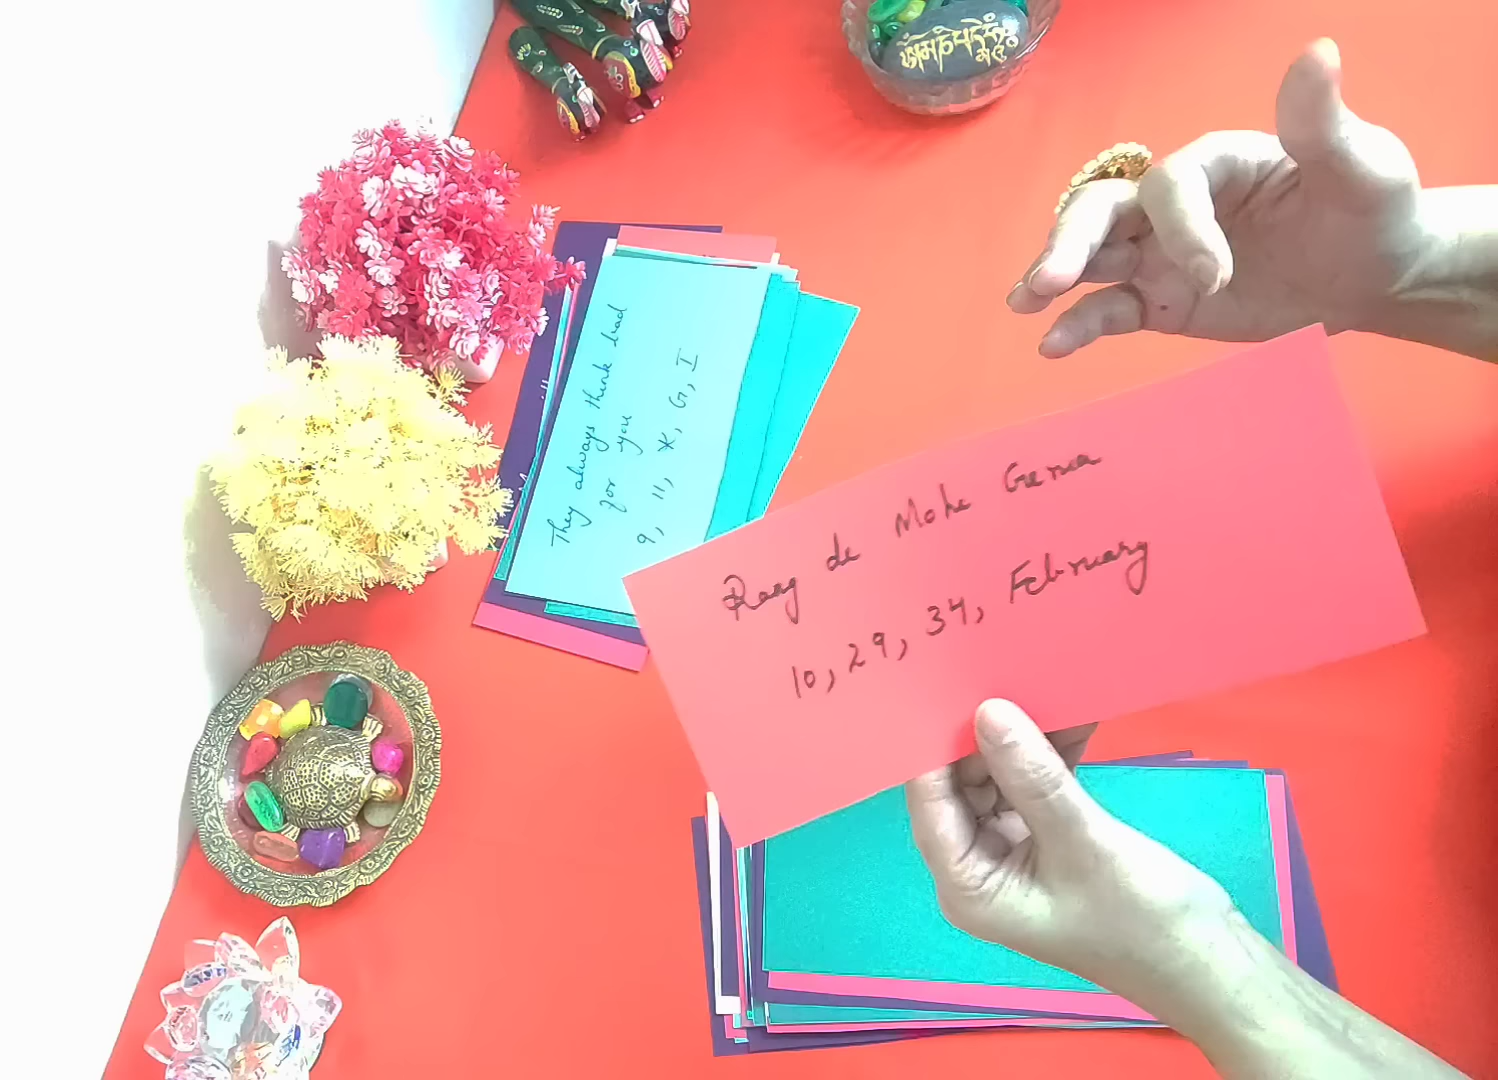 They always think bad
for you
9, 11, *, G, I
Rang de Mohe Gerua
10, 29, 34, February